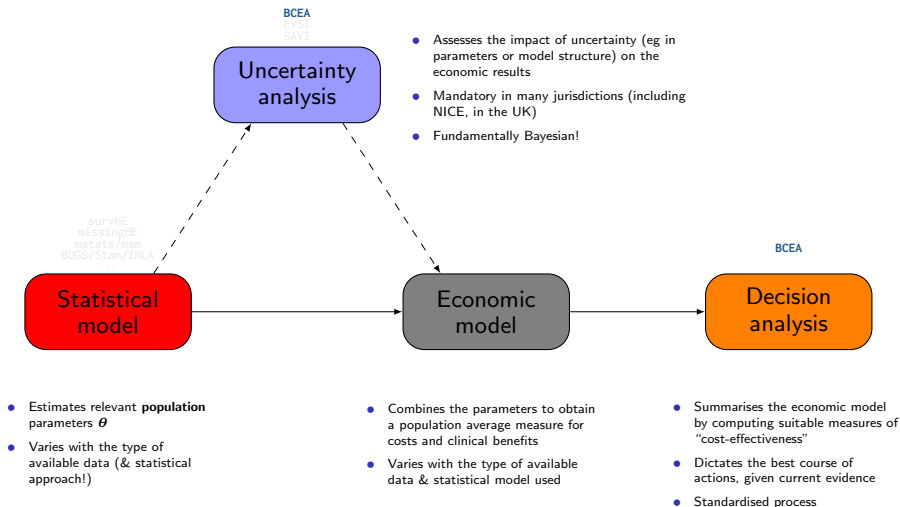 BCEA
EVSI
SAVI
Uncertainty
analysis
• Assesses the impact of uncertainty (eg in
parameters or model structure) on the
economic results
• Mandatory in many jurisdictions (including
NICE, in the UK)
• Fundamentally Bayesian!
survHE
missingHE
mstate/msm
BUGS/Stan/INLA
...
Statistical
model
Economic
model
BCEA
Decision
analysis
• Estimates relevant population
parameters θ
• Varies with the type of
available data (& statistical
approach!)
• Combines the parameters to obtain
a population average measure for
costs and clinical benefits
• Varies with the type of available
data & statistical model used
• Summarises the economic model
by computing suitable measures of
“cost-effectiveness”
• Dictates the best course of
actions, given current evidence
• Standardised process